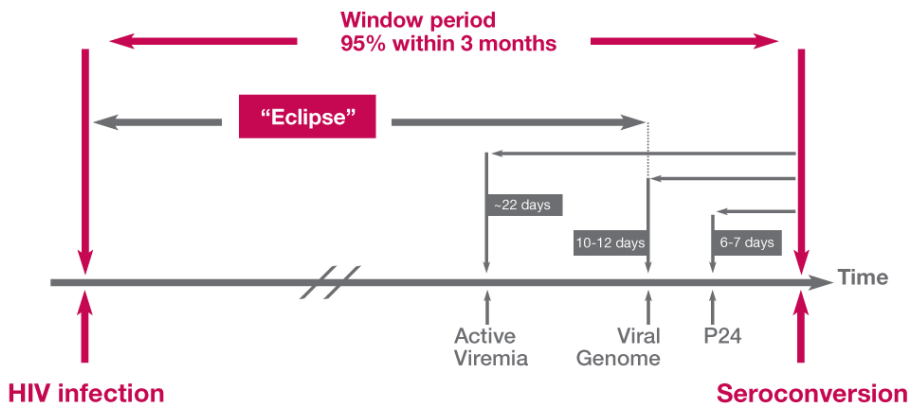 Window period
95% within 3 months
“Eclipse”
~22 days
10-12 days
6-7 days
Time
Active
Viremia
Viral
Genome
P24
HIV infection
Seroconversion